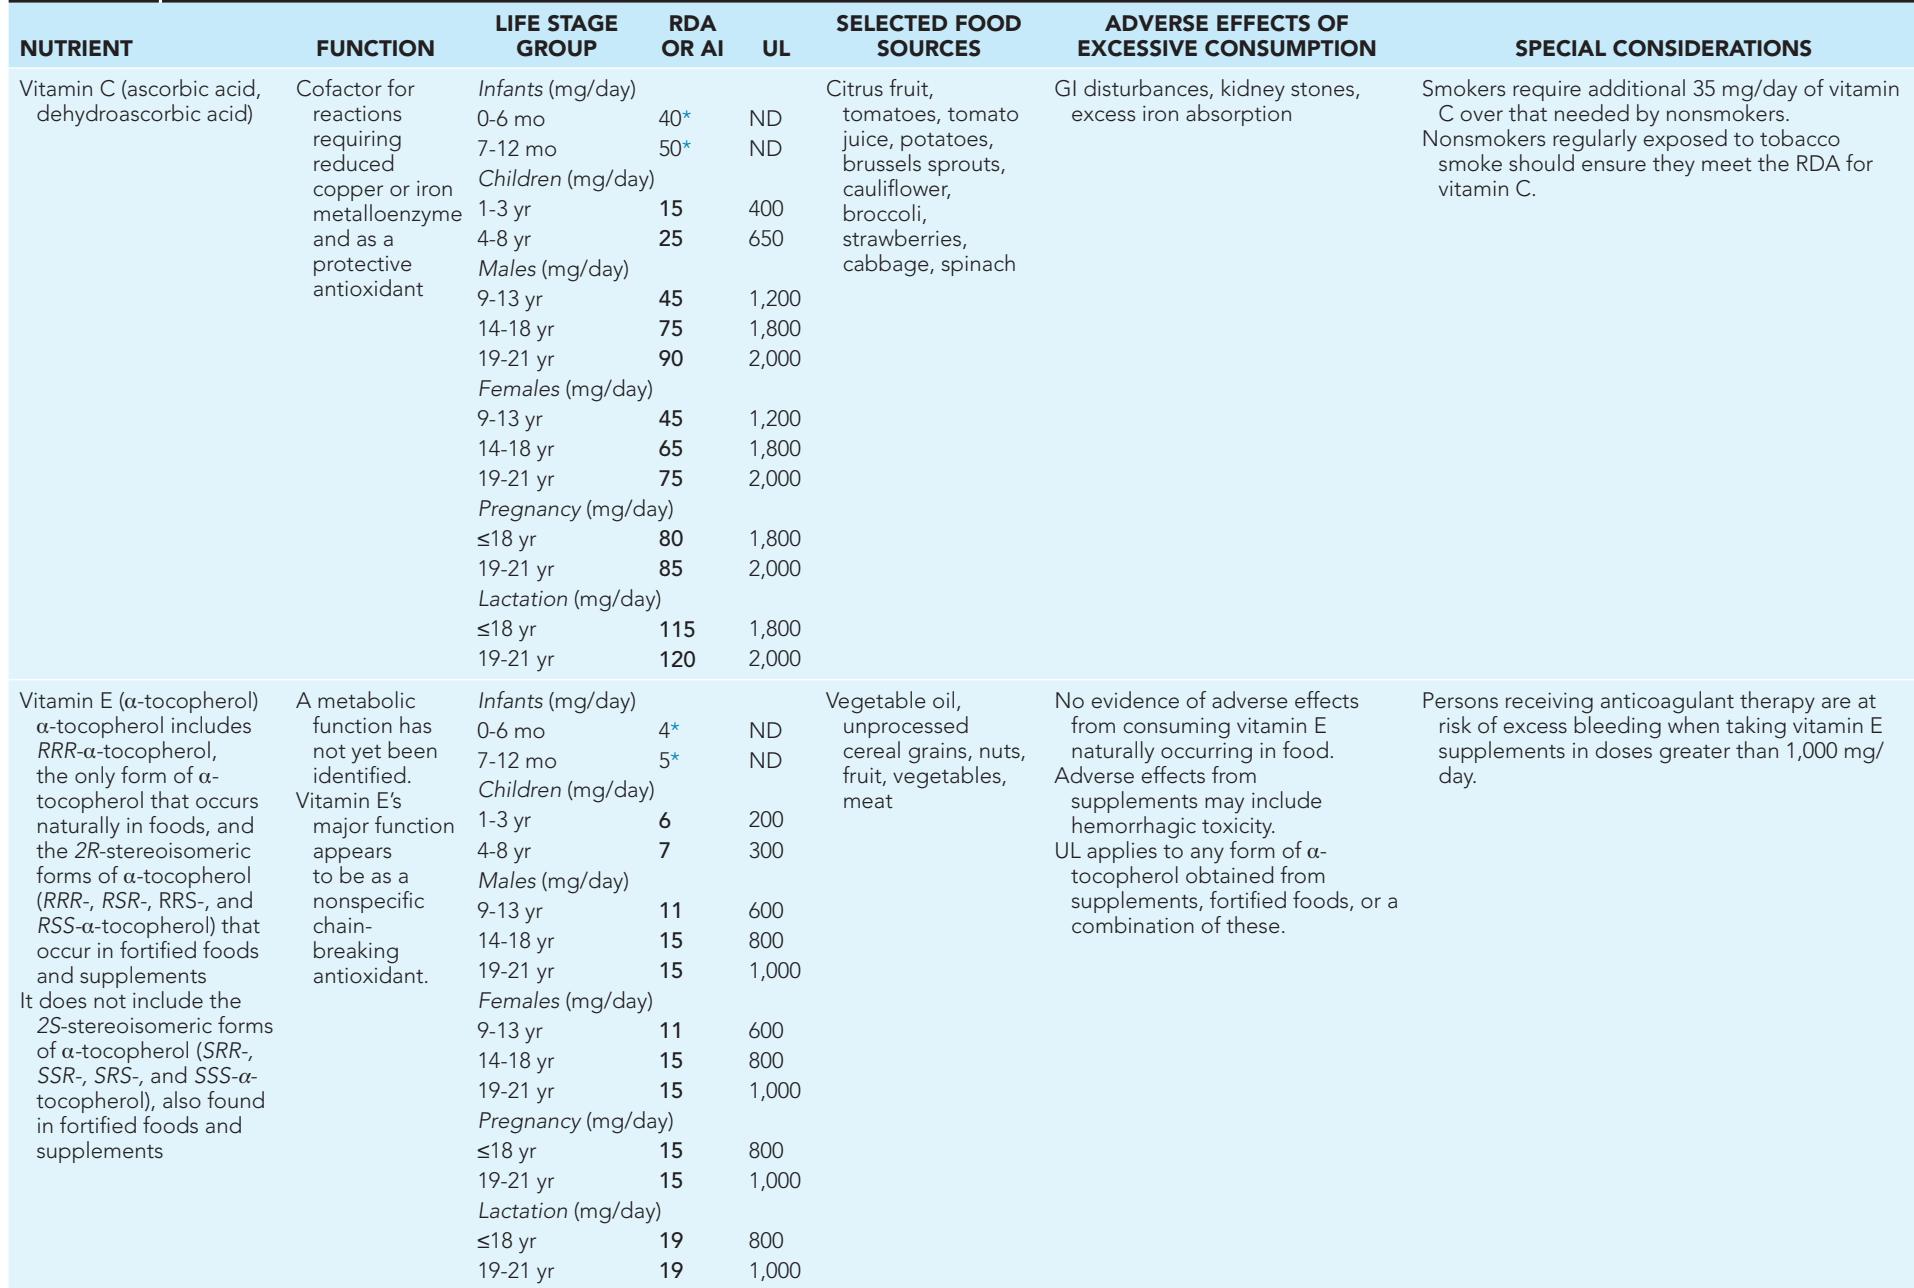 NUTRIENT
FUNCTION
LIFE STAGE
GROUP
RDA
OR AI
UL
SELECTED FOOD
SOURCES
ADVERSE EFFECTS OF
EXCESSIVE CONSUMPTION
SPECIAL CONSIDERATIONS
Vitamin C (ascorbic acid,
dehydroascorbic acid)
Cofactor for
reactions
requiring
reduced
copper or iron
metalloenzyme
and as a
protective
antioxidant
Infants (mg/day)
0-6 mo 40* ND
7-12 mo 50* ND
Children (mg/day)
1-3 yr 15 400
4-8 yr 25 650
Males (mg/day)
9-13 yr 45 1,200
14-18 yr 75 1,800
19-21 yr 90 2,000
Females (mg/day)
9-13 yr 45 1,200
14-18 yr 65 1,800
19-21 yr 75 2,000
Pregnancy (mg/day)
≤18 yr 80 1,800
19-21 yr 85 2,000
Lactation (mg/day)
≤18 yr 115 1,800
19-21 yr 120 2,000
Citrus fruit,
tomatoes, tomato
juice, potatoes,
brussels sprouts,
cauliflower,
broccoli,
strawberries,
cabbage, spinach
GI disturbances, kidney stones,
excess iron absorption
Smokers require additional 35 mg/day of vitamin
C over that needed by nonsmokers.
Nonsmokers regularly exposed to tobacco
smoke should ensure they meet the RDA for
vitamin C.
Vitamin E (α-tocopherol)
α-tocopherol includes
RRR-α-tocopherol,
the only form of α-
tocopherol that occurs
naturally in foods, and
the 2R-stereoisomeric
forms of α-tocopherol
(RRR-, RSR-, RRS-, and
RSS-α-tocopherol) that
occur in fortified foods
and supplements
It does not include the
2S-stereoisomeric forms
of α-tocopherol (SRR-,
SSR-, SRS-, and SSS-α-
tocopherol), also found
in fortified foods and
supplements
A metabolic
function has
not yet been
identified.
Vitamin E's
major function
appears
to be as a
nonspecific
chain-
breaking
antioxidant.
Infants (mg/day)
0-6 mo 4* ND
7-12 mo 5* ND
Children (mg/day)
1-3 yr 6 200
4-8 yr 7 300
Males (mg/day)
9-13 yr 11 600
14-18 yr 15 800
19-21 yr 15 1,000
Females (mg/day)
9-13 yr 11 600
14-18 yr 15 800
19-21 yr 15 1,000
Pregnancy (mg/day)
≤18 yr 15 800
19-21 yr 15 1,000
Lactation (mg/day)
≤18 yr 19 800
19-21 yr 19 1,000
Vegetable oil,
unprocessed
cereal grains, nuts,
fruit, vegetables,
meat
No evidence of adverse effects
from consuming vitamin E
naturally occurring in food.
Adverse effects from
supplements may include
hemorrhagic toxicity.
UL applies to any form of α-
tocopherol obtained from
supplements, fortified foods, or a
combination of these.
Persons receiving anticoagulant therapy are at
risk of excess bleeding when taking vitamin E
supplements in doses greater than 1,000 mg/
day.